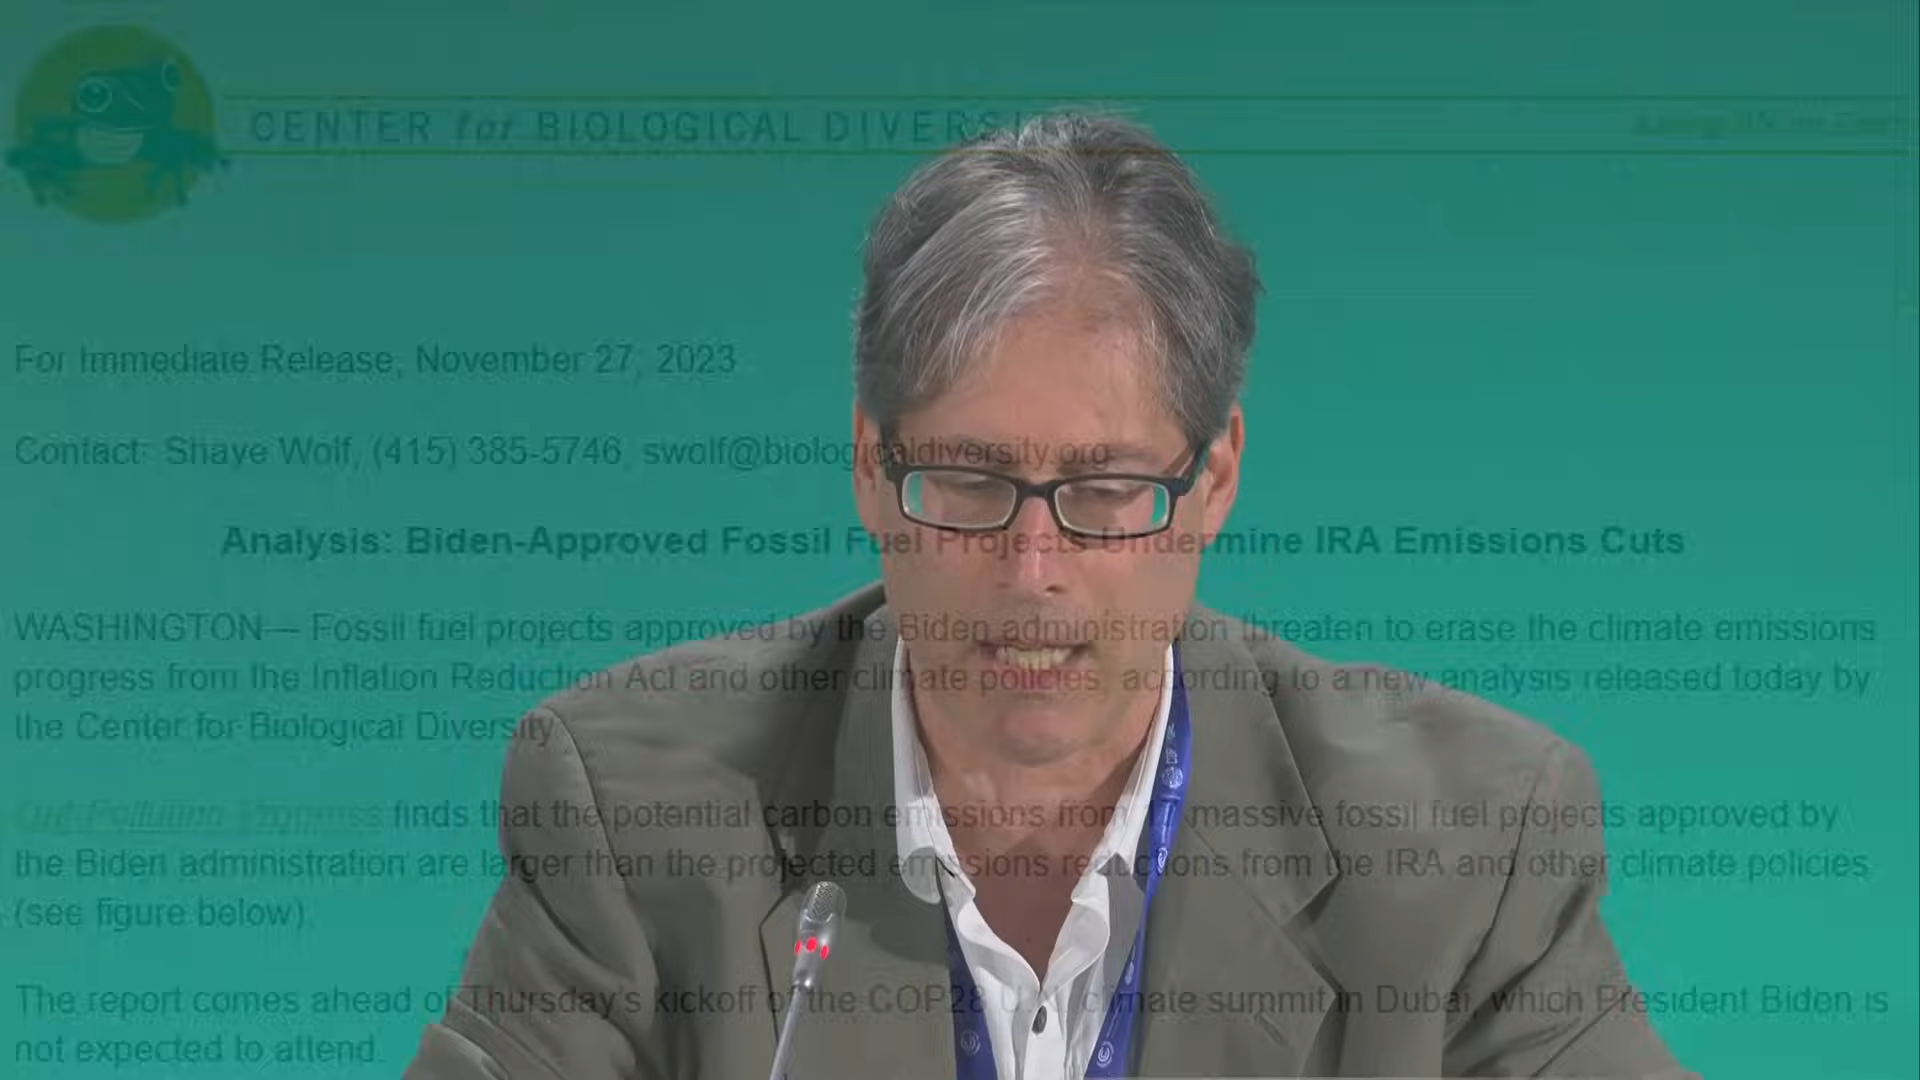 CENTER for BIOLOGICAL DIVERSITY
For Immediate Release, November 27, 2023
Contact: Shaye Wolf, (415) 385-5746, swolf@biologicaldiversity.org
Analysis: Biden-Approved Fossil Fuel Projects Undermine IRA Emissions Cuts
WASHINGTON— Fossil fuel projects approved by the Biden administration threaten to erase the climate emissions
progress from the Inflation Reduction Act and other climate policies, according to a new analysis released today by
the Center for Biological Diversity.
finds that the potential carbon emissions from massive fossil fuel projects approved by
the Biden administration are larger than the projected emissions reductions from the IRA and other climate policies
(see figure below).
The report comes ahead of Thursday's kickoff of the COP28 U.N. climate summit in Dubai, which President Biden is
not expected to attend.